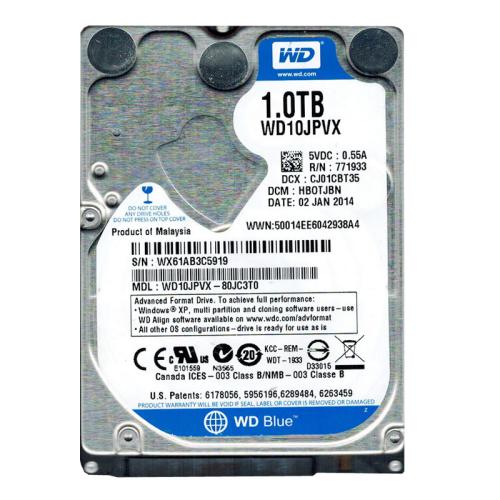 WD
www.wd.com
1.0TB
WD10JPVX
5VDC : 0.55A
R/N : 771933
DCX : CJ01CBT35
DCM : HBOTJBN
DATE: 02 JAN 2014
DO NOT COVER
ANY DRIVE HOLES
DO NOT PRESS ON TOP COVER
WWN:50014EE6042938A4
Product of Malaysia
S/N : WX61AB3C5919
MDL : WD10JPVX-80JC3T0
Advanced Format Drive. To achieve full performance:
• Windows® XP, multi partition and cloning software users - use
WD Align software available on www.wdc.com/advformat
• All other OS configurations - drive is ready for use as is
CE
E101559
N3565
20
KCC-REM-
WDT-1933
D33015
Canada ICES-003 Class B/NMB-003 Classe B
U.S. Patents: 6178056, 5956196,6289484, 6263459
PRODUCT WARRANTY WILL BE VOID IF SEAL, LABEL OR COVER IS REMOVED OR DAMAGED
WD Blue™